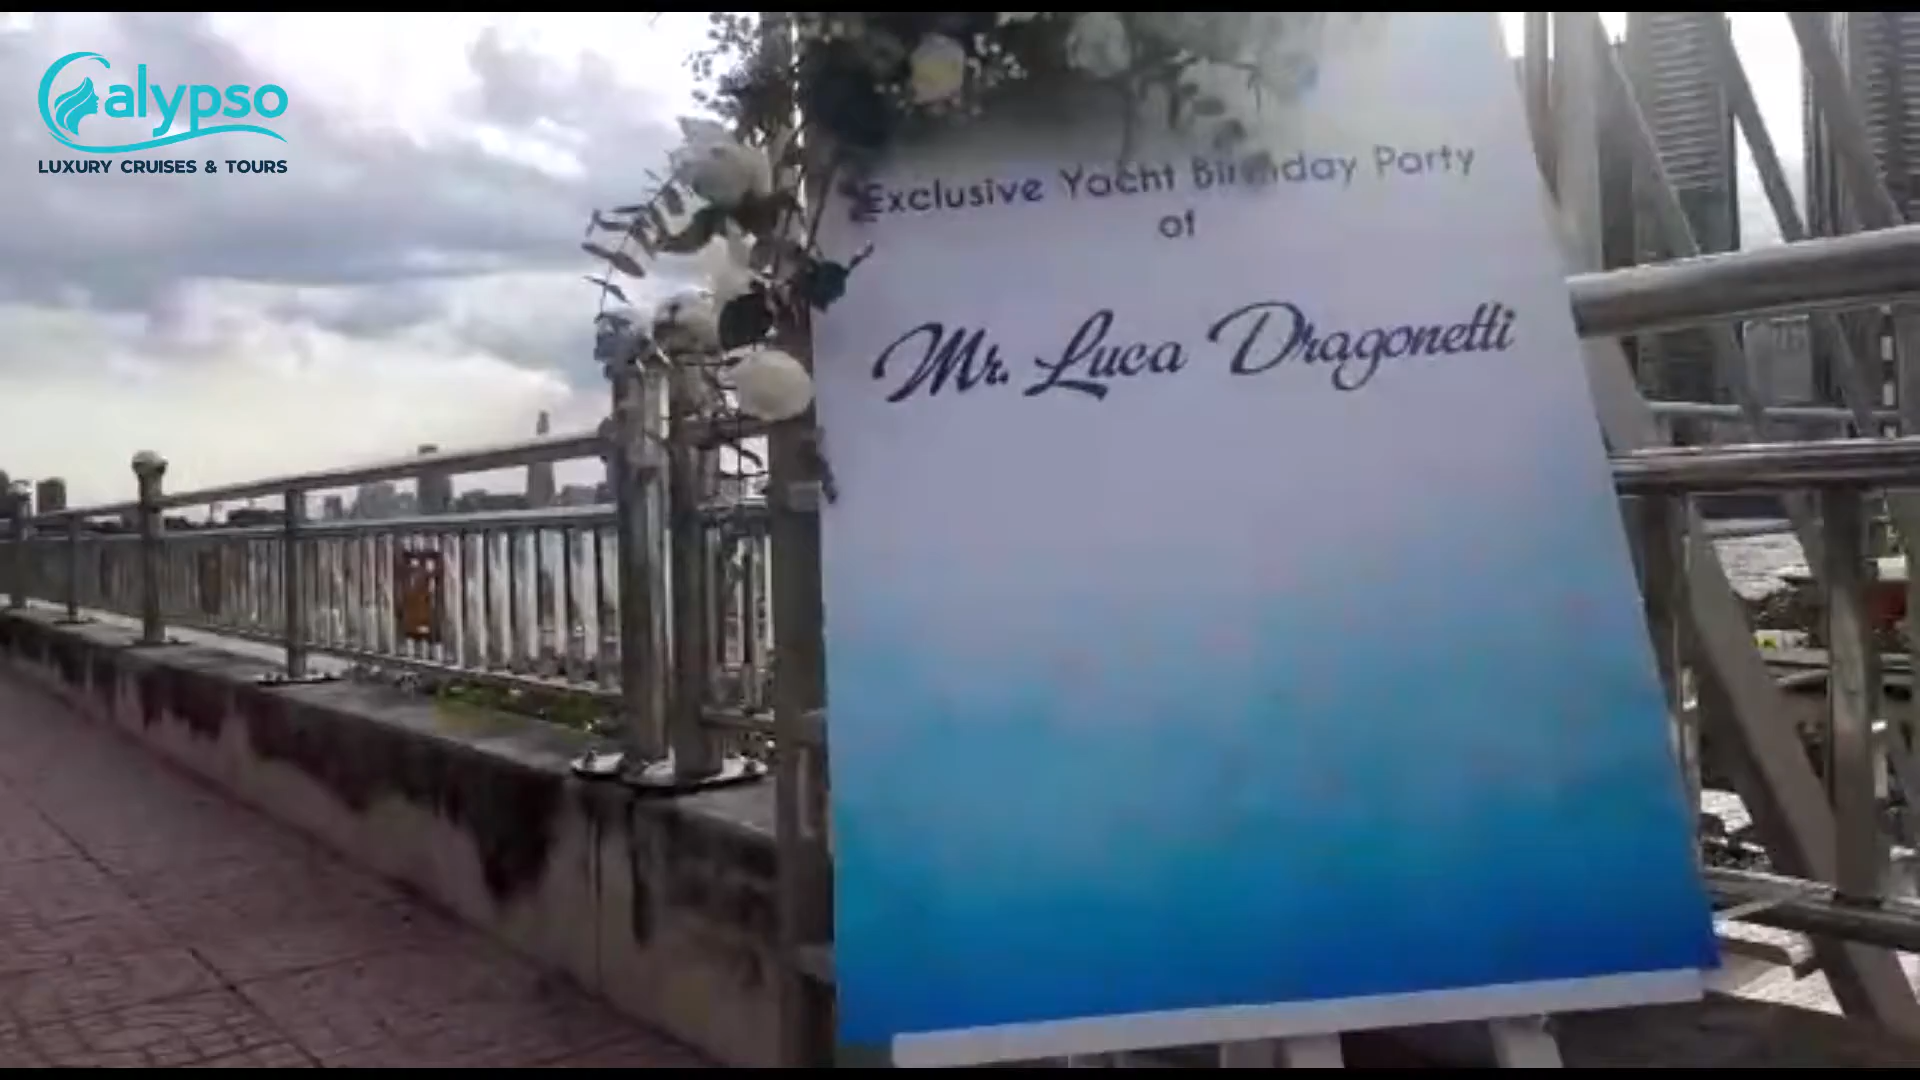 Calypso
LUXURY CRUISES & TOURS
Exclusive Yacht Birthday Party
of
Mr. Luca Dragonetti